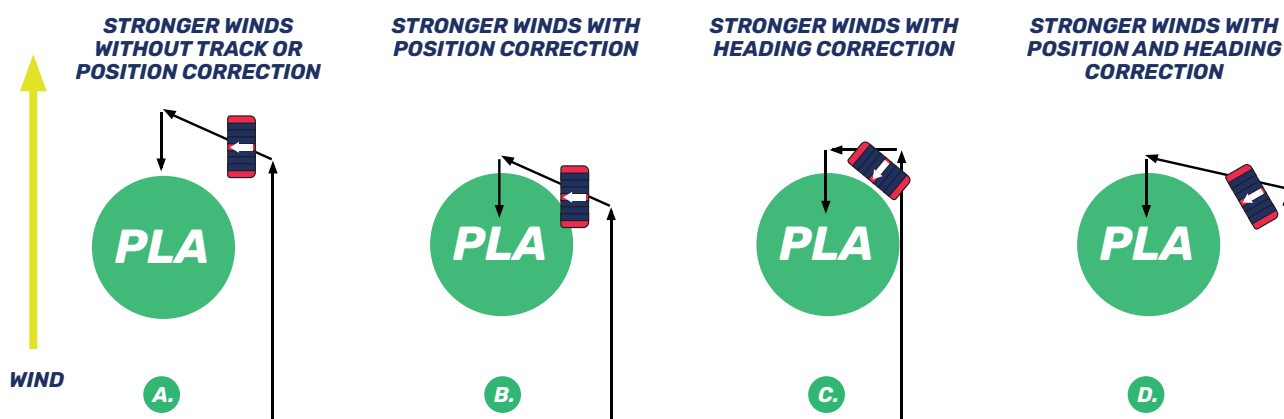 STRONGER WINDS
WITHOUT TRACK OR
POSITION CORRECTION
STRONGER WINDS WITH
POSITION CORRECTION
STRONGER WINDS WITH
HEADING CORRECTION
STRONGER WINDS WITH
POSITION AND HEADING
CORRECTION
PLA
PLA
PLA
PLA
WIND
A.
B.
C.
D.